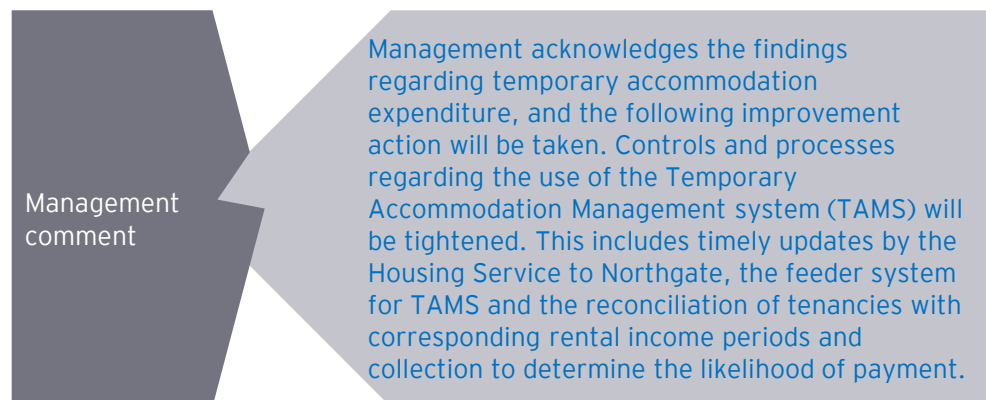 Management
comment
Management acknowledges the findings
regarding temporary accommodation
expenditure, and the following improvement
action will be taken. Controls and processes
regarding the use of the Temporary
Accommodation Management system (TAMS) will
be tightened. This includes timely updates by the
Housing Service to Northgate, the feeder system
for TAMS and the reconciliation of tenancies with
corresponding rental income periods and
collection to determine the likelihood of payment.